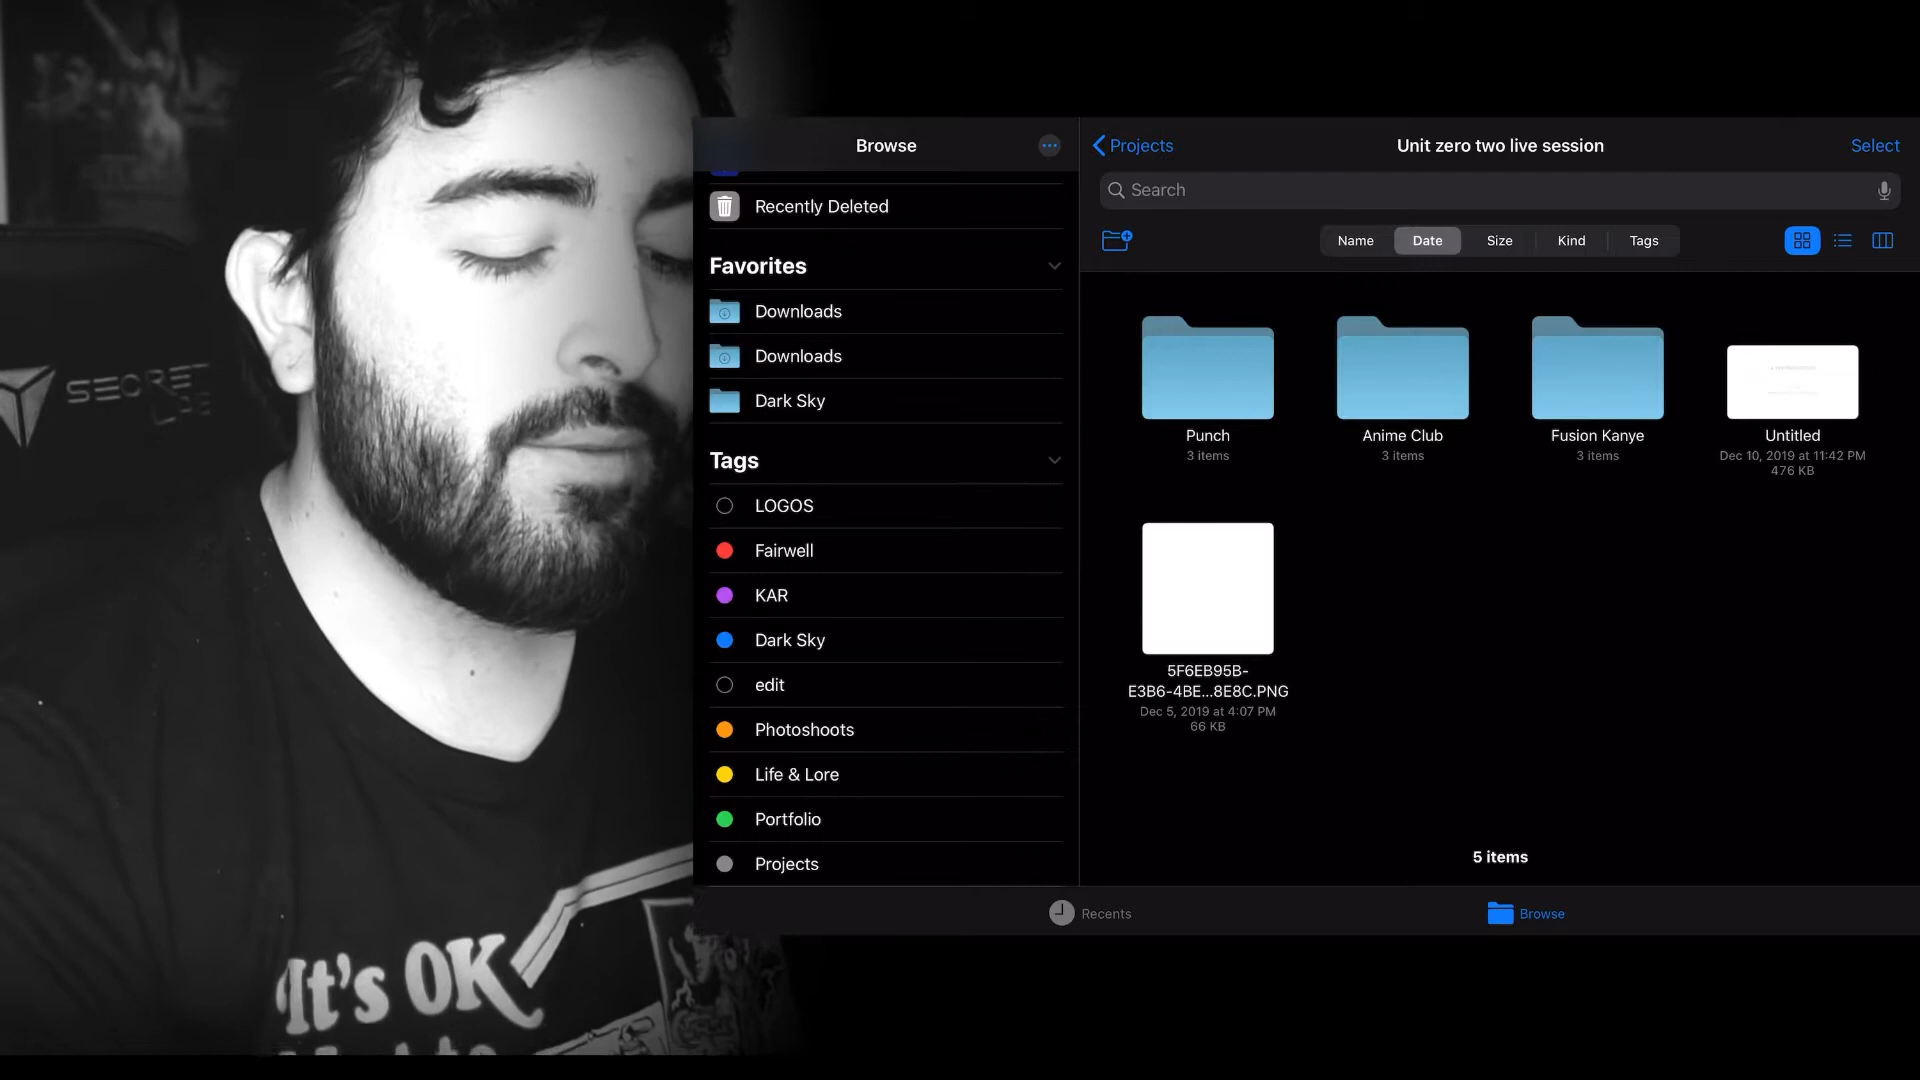 SECRET
LAB
It's OK
Browse
Recently Deleted
Favorites
Downloads
Downloads
Dark Sky
Tags
LOGOS
Fairwell
KAR
Dark Sky
edit
Photoshoots
Life & Lore
Portfolio
Projects
Projects
Unit zero two live session
Select
Search
Name
Date
Size
Kind
Tags
Punch
3 items
Anime Club
3 items
Fusion Kanye
3 items
Untitled
Dec 10, 2019 at 11:42 PM
476 KB
5F6EB95B-
E3B6-4BE...8E8C.PNG
Dec 5, 2019 at 4:07 PM
66 KB
5 items
Recents
Browse